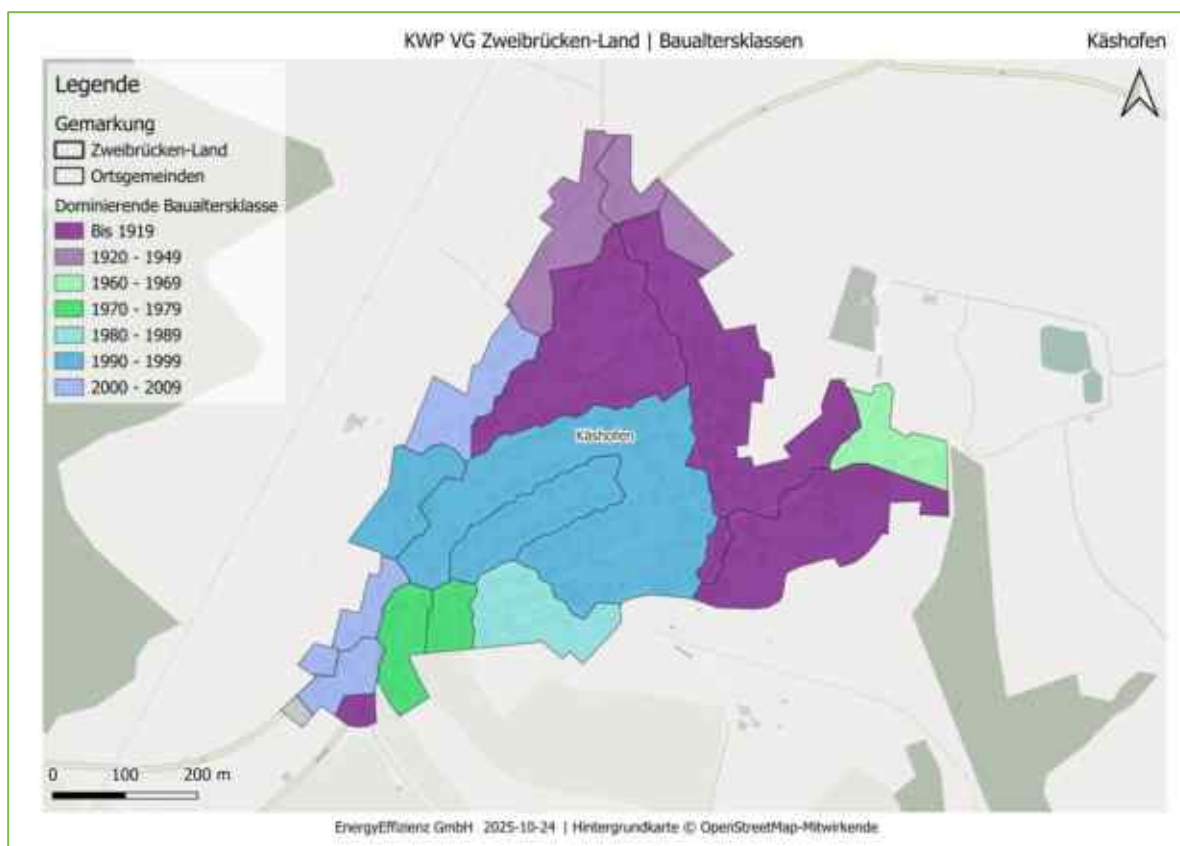 KWP VG Zweibrücken-Land | Baualtersklassen
Käshofen
Legende
Gemarkung
Zweibrücken-Land
Ortsgemeinden
Dominierende Baualtersklasse
Bis 1919
1920 - 1949
1960 - 1969
1970 - 1979
1980 - 1989
1990 - 1999
2000 - 2009
Käshofen
0 100 200 m
EnergyEffizienz GmbH 2025-10-24 | Hintergrundkarte © OpenStreetMap-Mitwirkende